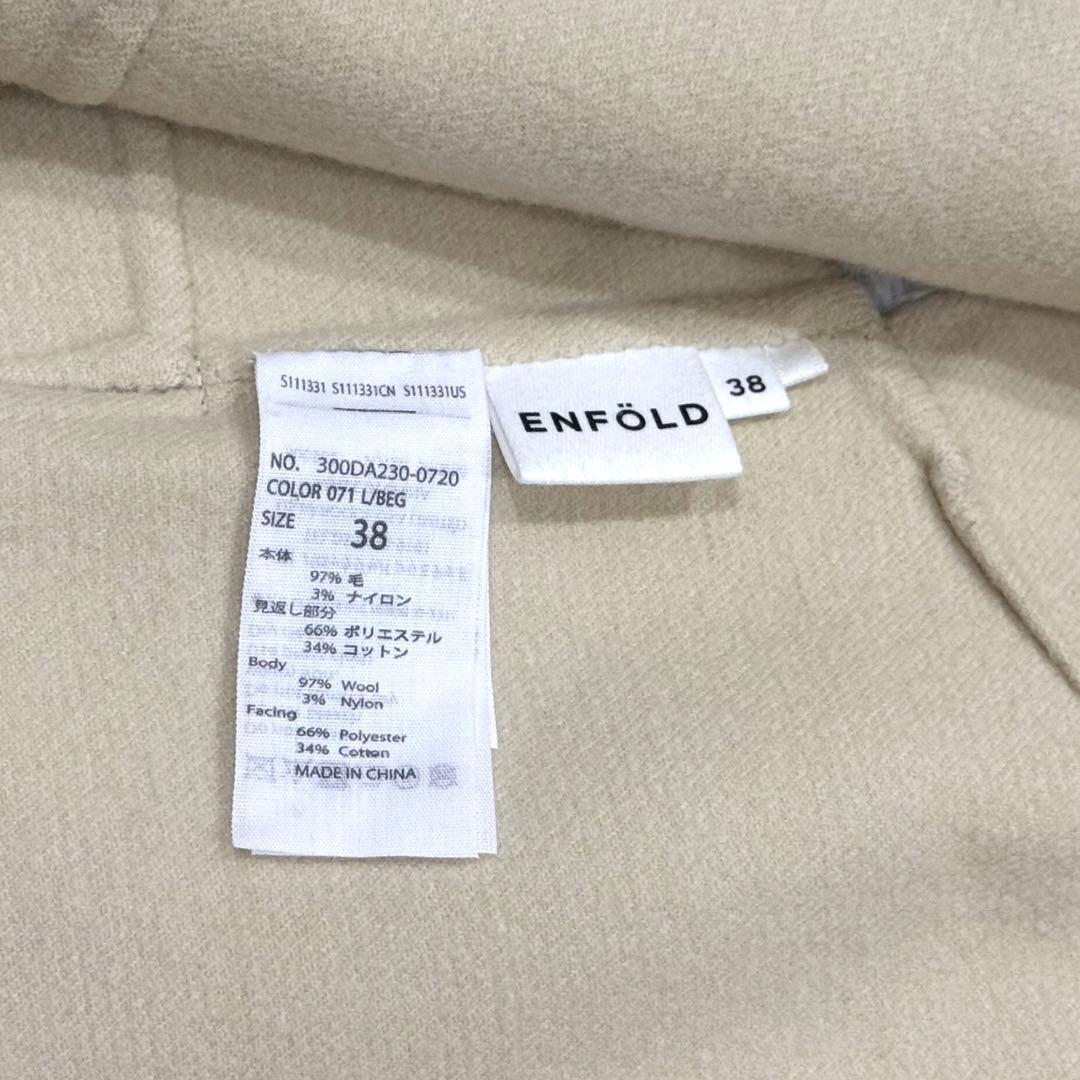 S111331 S111331CN S111331US
NO. 300DA230-0720
COLOR 071 L/BEG
SIZE 38
本体
97% 毛
3% ナイロン
見返し部分
66% ポリエステル
34% コットン
Body
97% Wool
3% Nylon
Facing
66% Polyester
34% Cotton
MADE IN CHINA
ENFÖLD
38